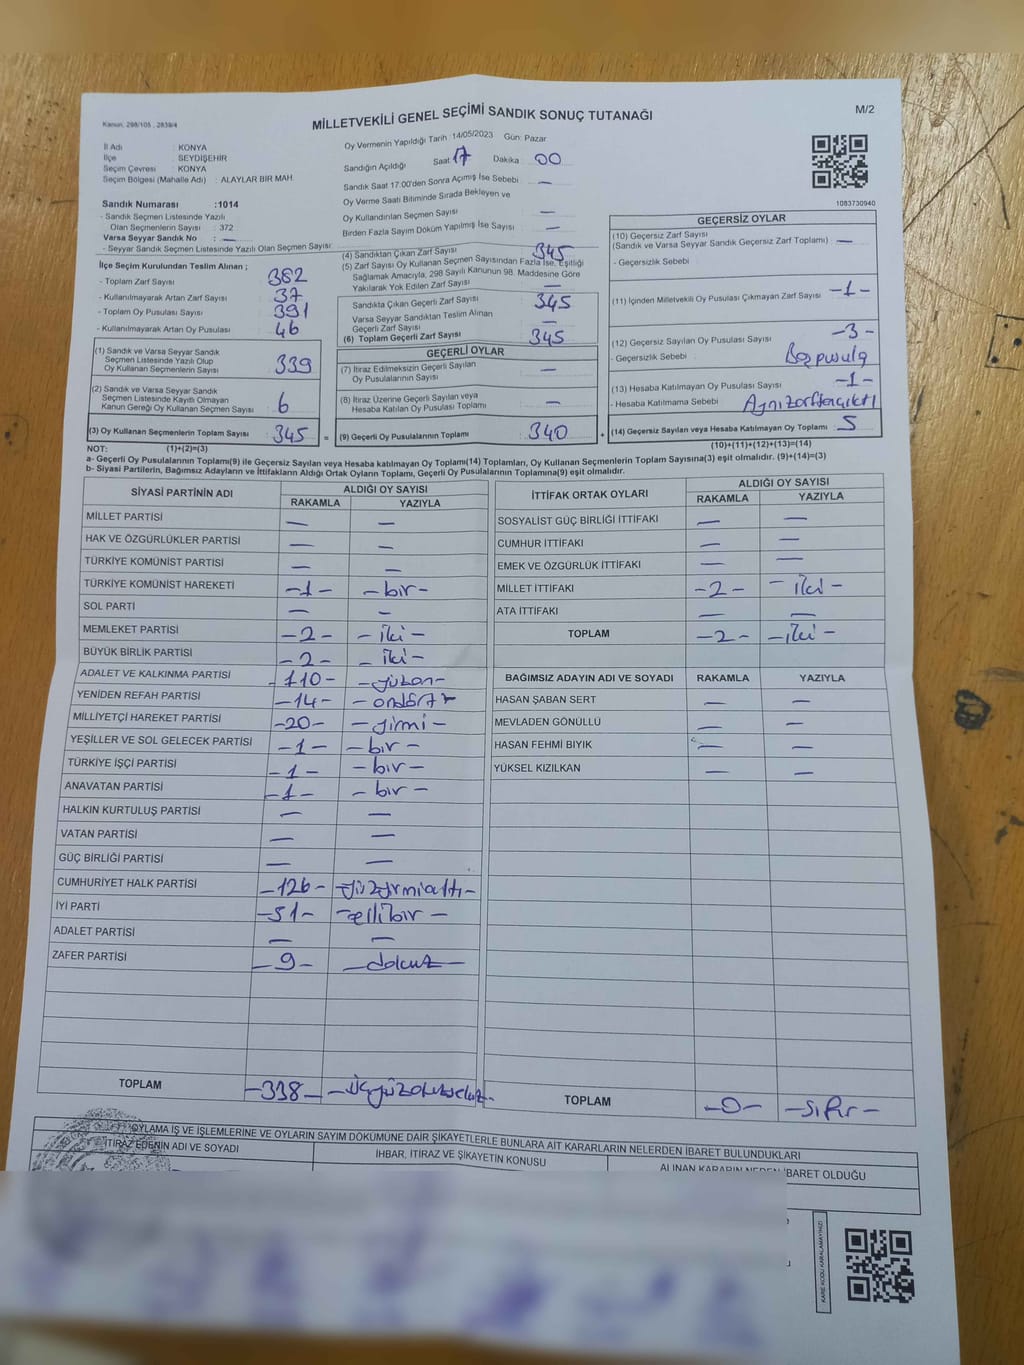 Kanun: 298/105 , 2839/4
MİLLETVEKİLİ GENEL SEÇİMİ SANDIK SONUÇ TUTANAĞI
M/2
İl Adı : KONYA
İlçe : SEYDİŞEHİR
Seçim Çevresi : KONYA
Seçim Bölgesi (Mahalle Adı) : ALAYLAR BİR MAH.
Sandık Numarası :1014
- Sandık Seçmen Listesinde Yazılı
Olan Seçmenlerin Sayısı : 372
Varsa Seyyar Sandık No : —
- Seyyar Sandık Seçmen Listesinde Yazılı Olan Seçmen Sayısı:
Oy Vermenin Yapıldığı Tarih :14/05/2023 Gün: Pazar
Sandığın Açıldığı Saat 17 Dakika 00
Sandık Saat 17:00'den Sonra Açılmış İse Sebebi —
Oy Verme Saati Bitiminde Sırada Bekleyen ve
Oy Kullandırılan Seçmen Sayısı —
Birden Fazla Sayım Döküm Yapılmış İse Sayısı —
1083730940
İlçe Seçim Kurulundan Teslim Alınan ;
- Toplam Zarf Sayısı 382
- Kullanılmayarak Artan Zarf Sayısı 37
- Toplam Oy Pusulası Sayısı 391
- Kullanılmayarak Artan Oy Pusulası 46
(1) Sandık ve Varsa Seyyar Sandık
Seçmen Listesinde Yazılı Olup
Oy Kullanan Seçmenlerin Sayısı 339
(2) Sandık ve Varsa Seyyar Sandık
Seçmen Listesinde Kayıtlı Olmayan
Kanun Gereği Oy Kullanan Seçmen Sayısı 6
(3) Oy Kullanan Seçmenlerin Toplam Sayısı 345 =
(4) Sandıktan Çıkan Zarf Sayısı 345
(5) Zarf Sayısı Oy Kullanan Seçmen Sayısından Fazla İse, Eşitliği
Sağlamak Amacıyla, 298 Sayılı Kanunun 98. Maddesine Göre
Yakılarak Yok Edilen Zarf Sayısı —
Sandıkta Çıkan Geçerli Zarf Sayısı 345
Varsa Seyyar Sandıktan Teslim Alınan
Geçerli Zarf Sayısı —
(6) Toplam Geçerli Zarf Sayısı 345
GEÇERLİ OYLAR
(7) İtiraz Edilmeksizin Geçerli Sayılan
Oy Pusulalarının Sayısı —
(8) İtiraz Üzerine Geçerli Sayılan veya
Hesaba Katılan Oy Pusulası Toplamı —
(9) Geçerli Oy Pusulalarının Toplamı 340 +
GEÇERSİZ OYLAR
(10) Geçersiz Zarf Sayısı
(Sandık ve Varsa Seyyar Sandık Geçersiz Zarf Toplamı) —
- Geçersizlik Sebebi
(11) İçinden Milletvekili Oy Pusulası Çıkmayan Zarf Sayısı -1-
(12) Geçersiz Sayılan Oy Pusulası Sayısı -3-
- Geçersizlik Sebebi Boş pusula
(13) Hesaba Katılmayan Oy Pusulası Sayısı -1-
- Hesaba Katılmama Sebebi Aynı zarftan çıktı
(14) Geçersiz Sayılan veya Hesaba Katılmayan Oy Toplamı 5
NOT: (1)+(2)=(3)
(10)+(11)+(12)+(13)=(14)
a- Geçerli Oy Pusulalarının Toplamı(9) ile Geçersiz Sayılan veya Hesaba katılmayan Oy Toplamı(14) Toplamları, Oy Kullanan Seçmenlerin Toplam Sayısına(3) eşit olmalıdır. (9)+(14)=(3)
b- Siyasi Partilerin, Bağımsız Adayların ve İttifakların Aldığı Ortak Oyların Toplamı, Geçerli Oy Pusulalarının Toplamına(9) eşit olmalıdır.
SİYASİ PARTİNİN ADI ALDIĞI OY SAYISI
RAKAMLA YAZIYLA
MİLLET PARTİSİ — —
HAK VE ÖZGÜRLÜKLER PARTİSİ — —
TÜRKİYE KOMÜNİST PARTİSİ — —
TÜRKİYE KOMÜNİST HAREKETİ -1- -bir-
SOL PARTİ — —
MEMLEKET PARTİSİ -2- -iki-
BÜYÜK BİRLİK PARTİSİ -2- -iki-
ADALET VE KALKINMA PARTİSİ -110- -yüzon-
YENİDEN REFAH PARTİSİ -14- -ondört-
MİLLİYETÇİ HAREKET PARTİSİ -20- -yirmi-
YEŞİLLER VE SOL GELECEK PARTİSİ -1- -bir-
TÜRKİYE İŞÇİ PARTİSİ -1- -bir-
ANAVATAN PARTİSİ -1- -bir-
HALKIN KURTULUŞ PARTİSİ — —
VATAN PARTİSİ — —
GÜÇ BİRLİĞİ PARTİSİ — —
CUMHURİYET HALK PARTİSİ -126- -yüzyirmialtı-
İYİ PARTİ -51- -ellibir-
ADALET PARTİSİ — —
ZAFER PARTİSİ -9- -dokuz-
TOPLAM -338- -üçyüzotuzsekiz-
İTTİFAK ORTAK OYLARI ALDIĞI OY SAYISI
RAKAMLA YAZIYLA
SOSYALİST GÜÇ BİRLİĞİ İTTİFAKI — —
CUMHUR İTTİFAKI — —
EMEK VE ÖZGÜRLÜK İTTİFAKI — —
MİLLET İTTİFAKI -2- -iki-
ATA İTTİFAKI — —
TOPLAM -2- -iki-
BAĞIMSIZ ADAYIN ADI VE SOYADI RAKAMLA YAZIYLA
HASAN ŞABAN SERT — —
MEVLADEN GÖNÜLLÜ — —
HASAN FEHMİ BIYIK — —
YÜKSEL KIZILKAN — —
TOPLAM -0- -sıfır-
OYLAMA İŞ VE İŞLEMLERİNE VE OYLARIN SAYIM DÖKÜMÜNE DAİR ŞİKAYETLERLE BUNLARA AİT KARARLARIN NELERDEN İBARET BULUNDUKLARI
İTİRAZ EDENİN ADI VE SOYADI
İHBAR, İTİRAZ VE ŞİKAYETİN KONUSU
ALINAN KARARIN NEDEN İBARET OLDUĞU
KARE KODU KARALAMAYINIZ!